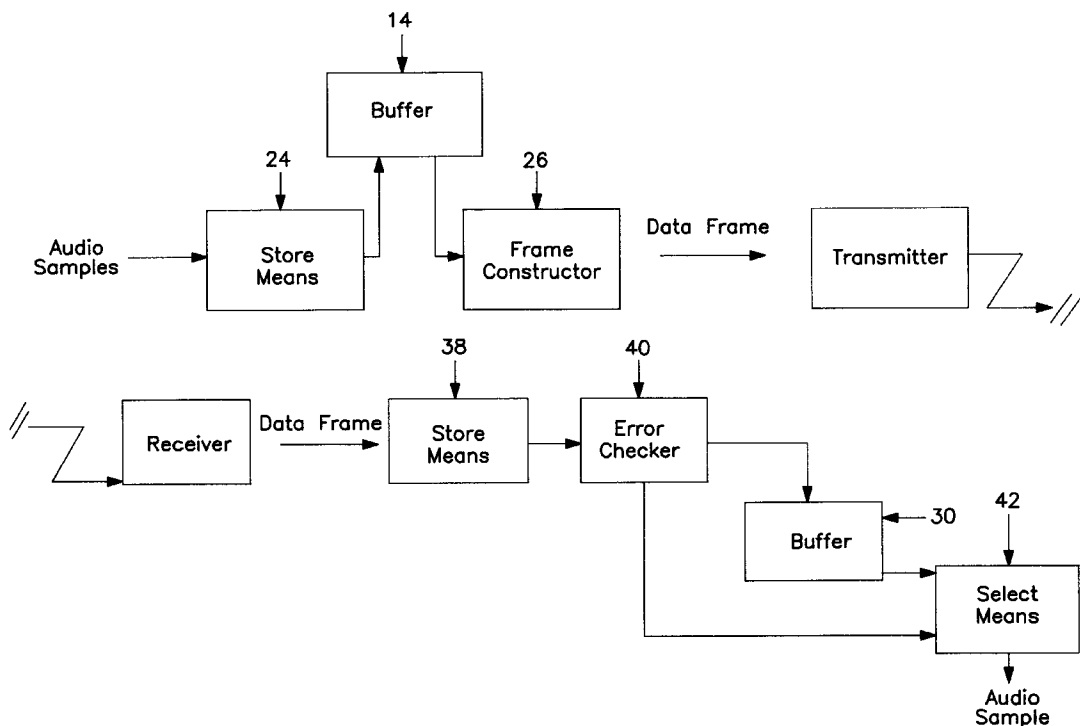 14
Buffer
24
26
Audio
Samples
Store
Means
Frame
Constructor
Data Frame
Transmitter
38
40
Receiver
Data Frame
Store
Means
Error
Checker
Buffer
30
42
Select
Means
Audio
Sample